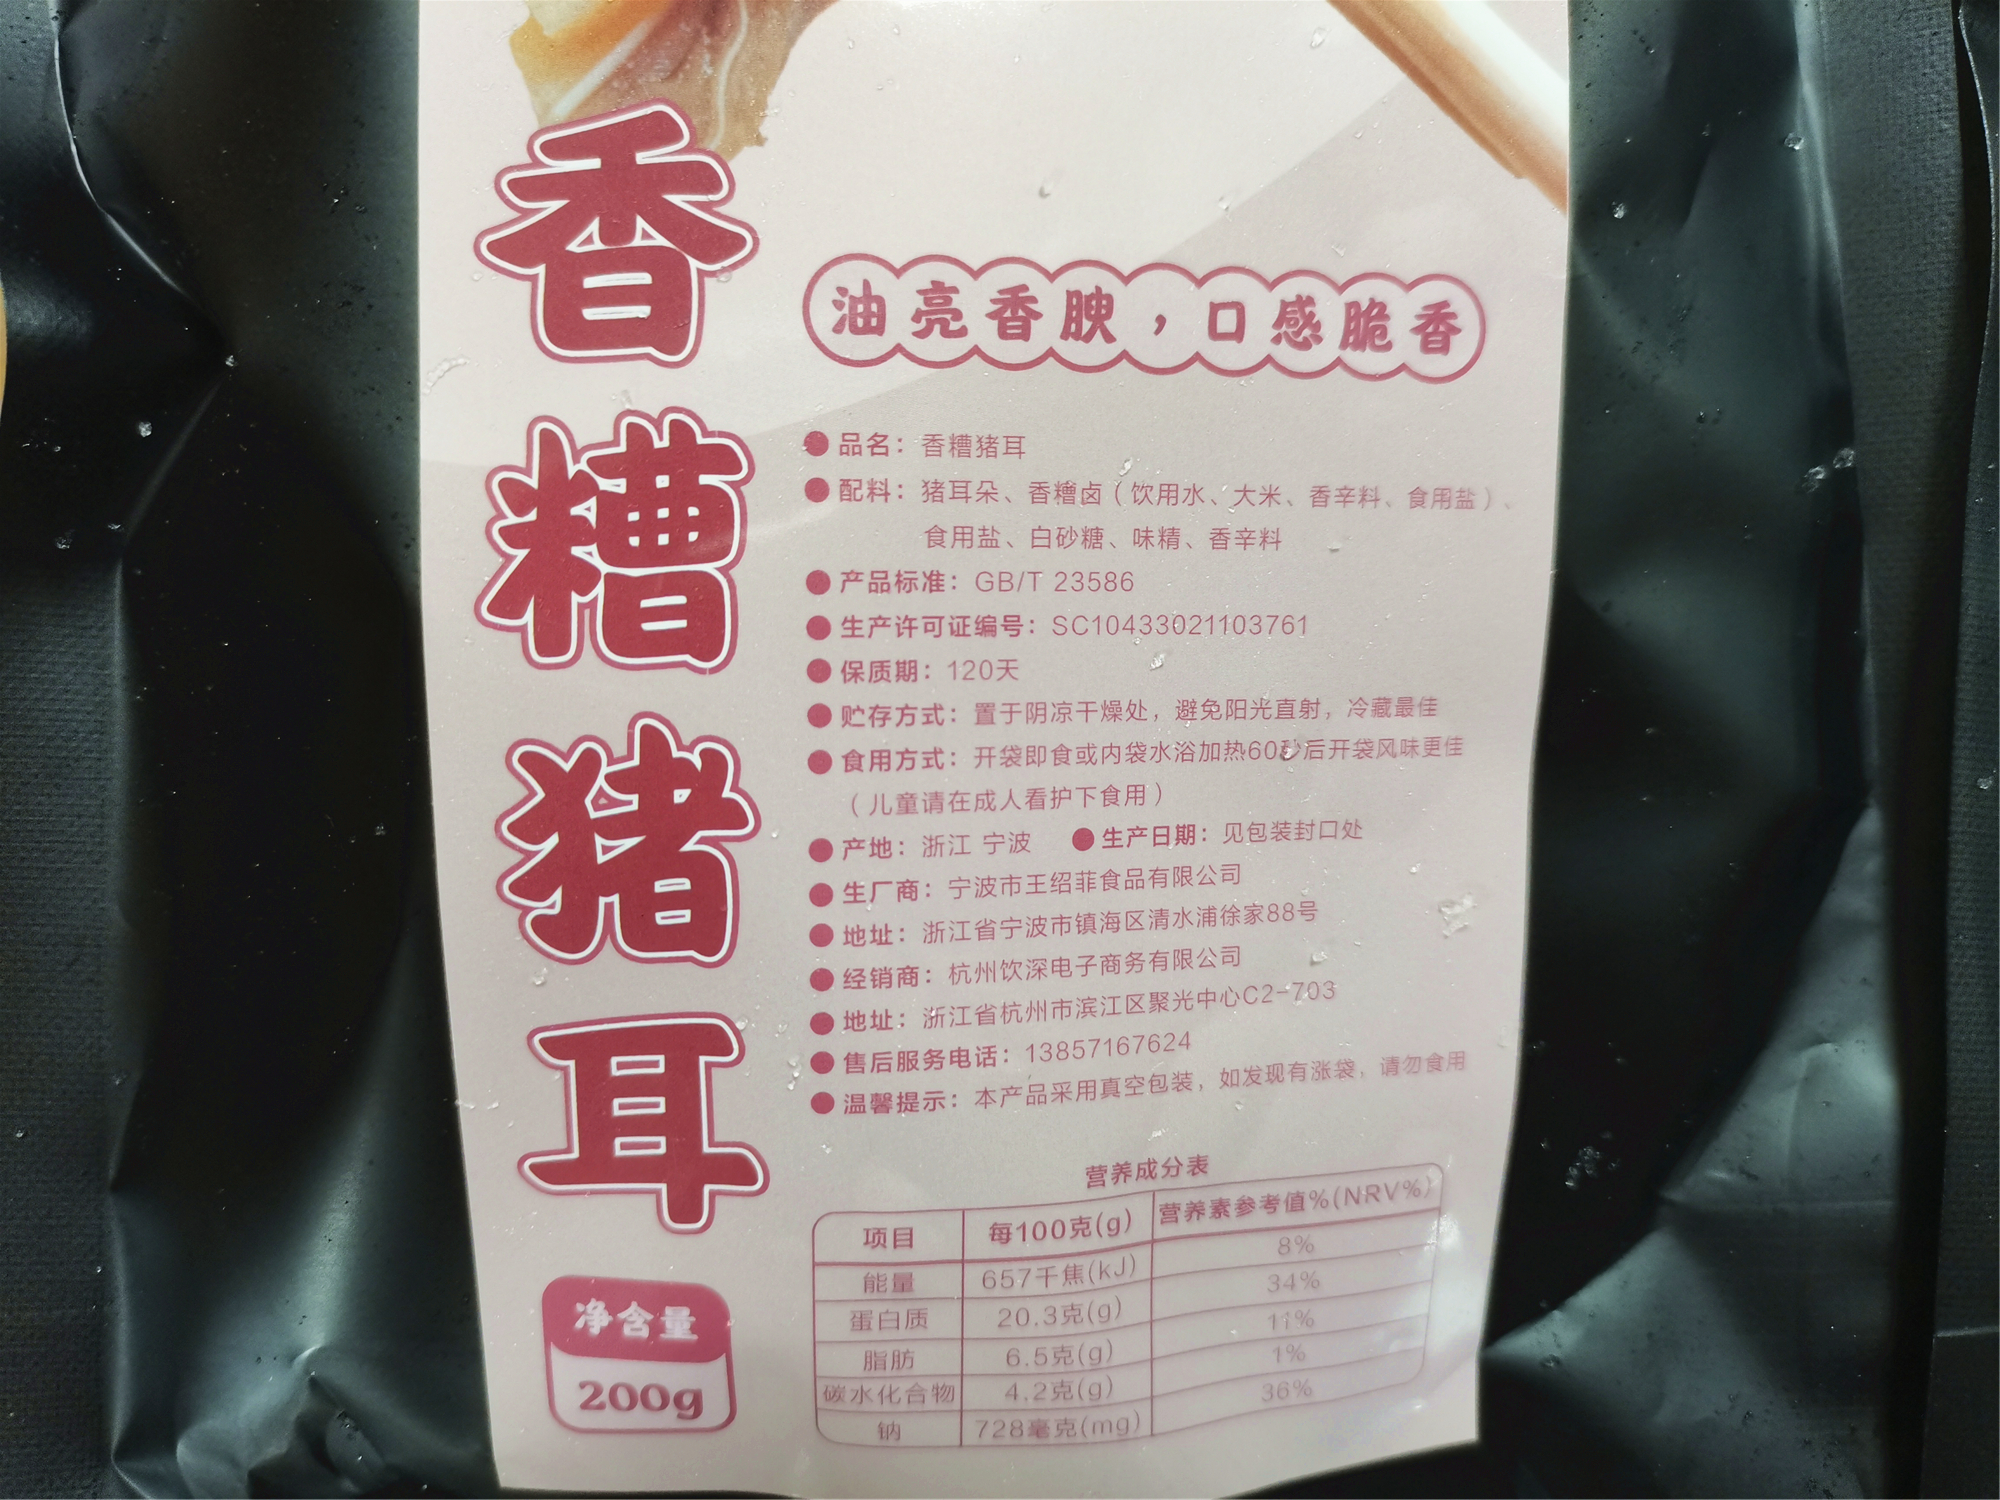 香糟猪耳
油亮香腴，口感脆香
●品名：香糟猪耳
●配料：猪耳朵、香糟卤（饮用水、大米、香辛料、食用盐）、
食用盐、白砂糖、味精、香辛料
●产品标准：GB/T 23586
●生产许可证编号：SC10433021103761
●保质期：120天
●贮存方式：置于阴凉干燥处，避免阳光直射，冷藏最佳
●食用方式：开袋即食或内袋水浴加热60秒后开袋风味更佳
（儿童请在成人看护下食用）
●产地：浙江 宁波 ●生产日期：见包装封口处
●生厂商：宁波市王绍菲食品有限公司
●地址：浙江省宁波市镇海区清水浦徐家88号
●经销商：杭州饮深电子商务有限公司
●地址：浙江省杭州市滨江区聚光中心C2-703
●售后服务电话：13857167624
●温馨提示：本产品采用真空包装，如发现有涨袋，请勿食用
营养成分表
项目 每100克(g) 营养素参考值%(NRV%)
能量 657千焦(kJ) 8%
蛋白质 20.3克(g) 34%
脂肪 6.5克(g) 11%
碳水化合物 4.2克(g) 1%
钠 728毫克(mg) 36%
净含量
200g